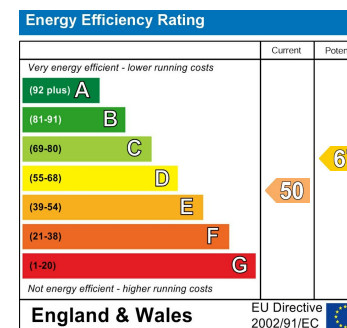 Energy Efficiency Rating
Current
Very energy efficient - lower running costs
(92 plus) A
(81-91) B
(69-80) C
(55-68) D
50
(39-54) E
(21-38) F
(1-20) G
Not energy efficient - higher running costs
England & Wales
EU Directive
2002/91/EC